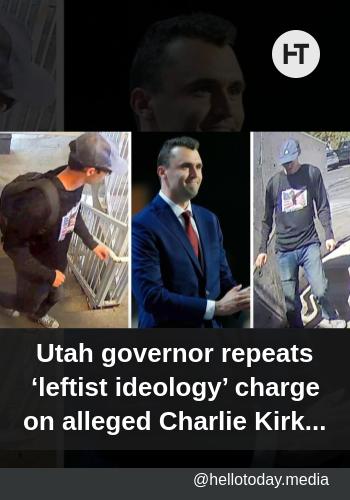 HT
Utah governor repeats
‘leftist ideology’ charge
on alleged Charlie Kirk...
@hellotoday.media